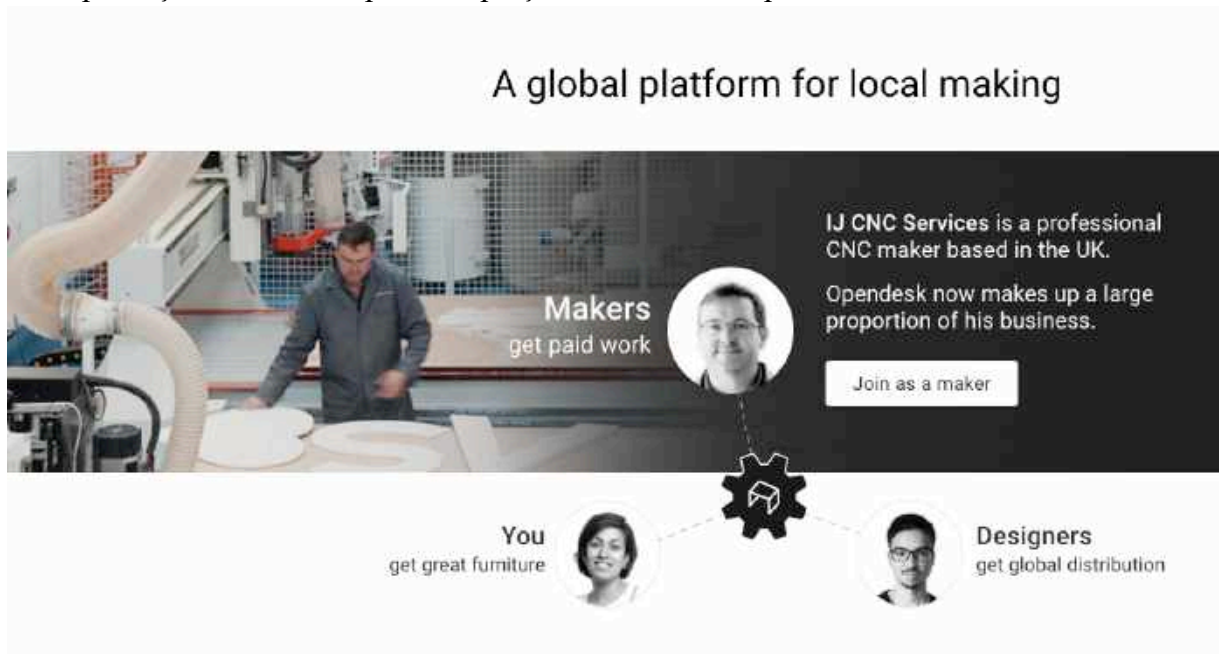 A global platform for local making
Makers
get paid work
IJ CNC Services is a professional
CNC maker based in the UK.
Opendesk now makes up a large
proportion of his business.
Join as a maker
You
get great furniture
Designers
get global distribution